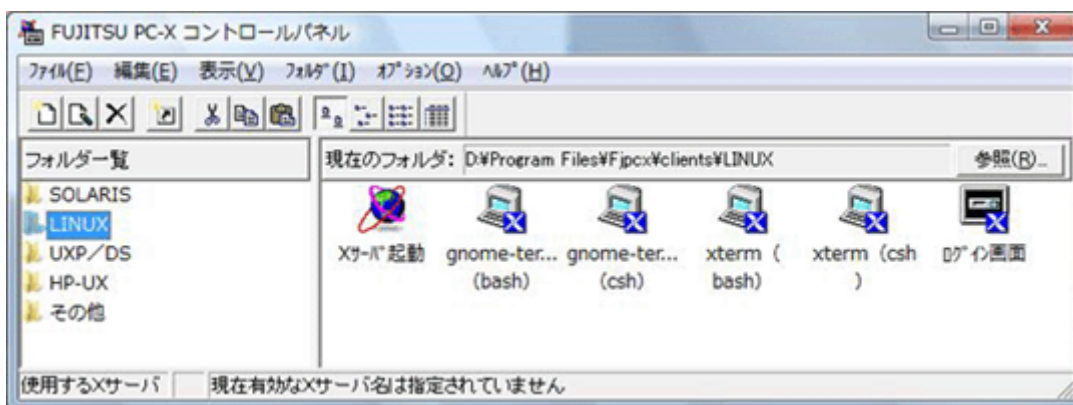 FUJITSU PC-X コントロールパネル
ﾌｧｲﾙ(F) 編集(E) 表示(V) ﾌｫﾙﾀﾞ(I) ｵﾌﾟｼｮﾝ(O) ﾍﾙﾌﾟ(H)
フォルダ一覧
現在のフォルダ: D:¥Program Files¥Fjpcx¥clients¥LINUX 参照(R)...
SOLARIS
LINUX
UXP／DS
HP-UX
その他
Xｻｰﾊﾞ起動
gnome-ter...
(bash)
gnome-ter...
(csh)
xterm (
bash)
xterm (csh
)
ﾛｸﾞｲﾝ画面
使用するXサーバ 現在有効なXサーバ名は指定されていません